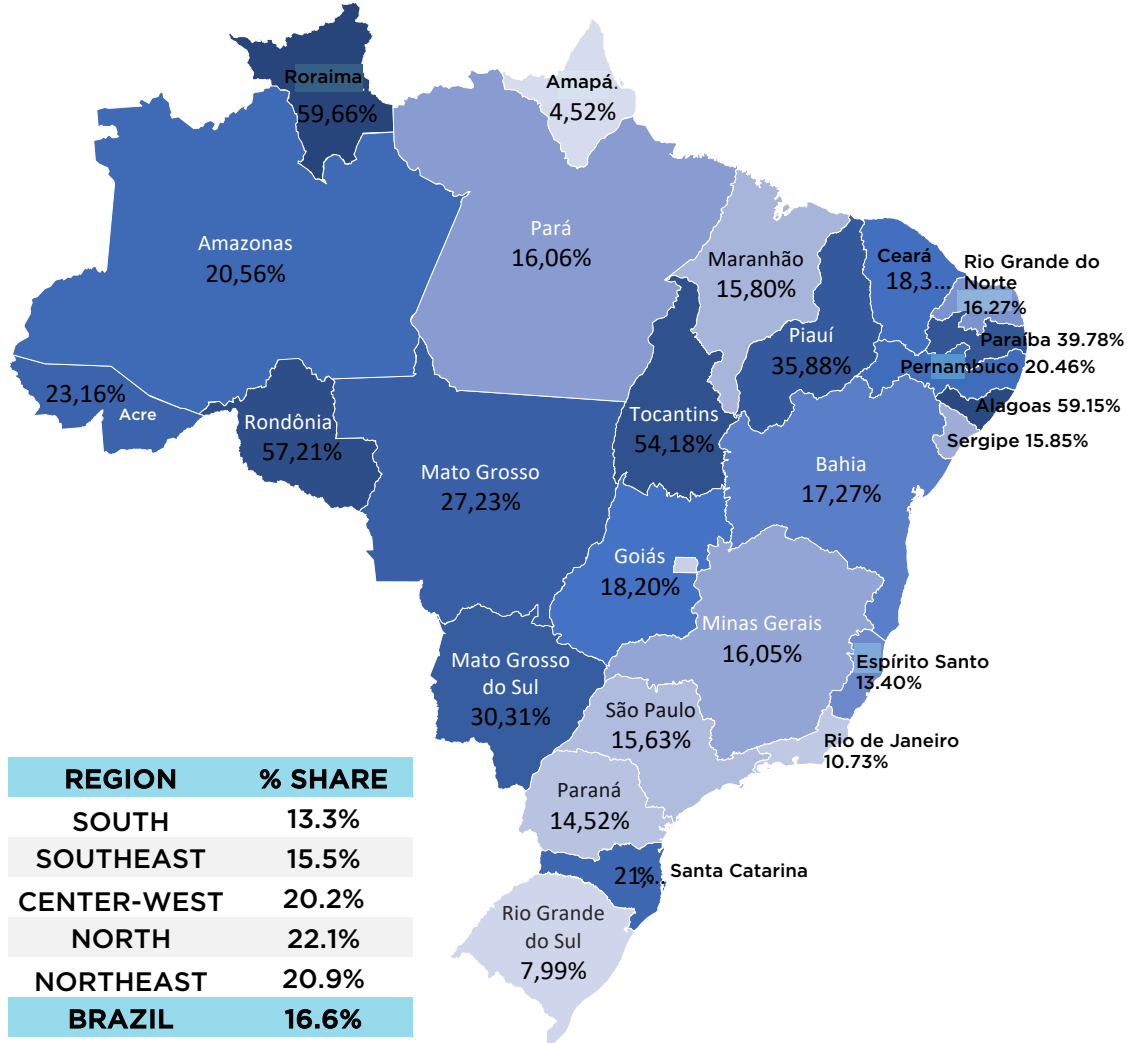 Roraima
59,66%
Amapá.
4,52%
Amazonas
20,56%
Pará
16,06%
Maranhão
15,80%
Ceará
18,3...
Rio Grande do
Norte
16.27%
Piauí
35,88%
Paraíba 39.78%
Pernambuco 20.46%
Alagoas 59.15%
Sergipe 15.85%
23,16%
Acre
Rondônia
57,21%
Tocantins
54,18%
Mato Grosso
27,23%
Bahia
17,27%
Goiás
18,20%
Minas Gerais
16,05%
Espírito Santo
13.40%
Mato Grosso
do Sul
30,31%
São Paulo
15,63%
Rio de Janeiro
10.73%
Paraná
14,52%
21%...
Santa Catarina
Rio Grande
do Sul
7,99%
REGION % SHARE
SOUTH 13.3%
SOUTHEAST 15.5%
CENTER-WEST 20.2%
NORTH 22.1%
NORTHEAST 20.9%
BRAZIL 16.6%